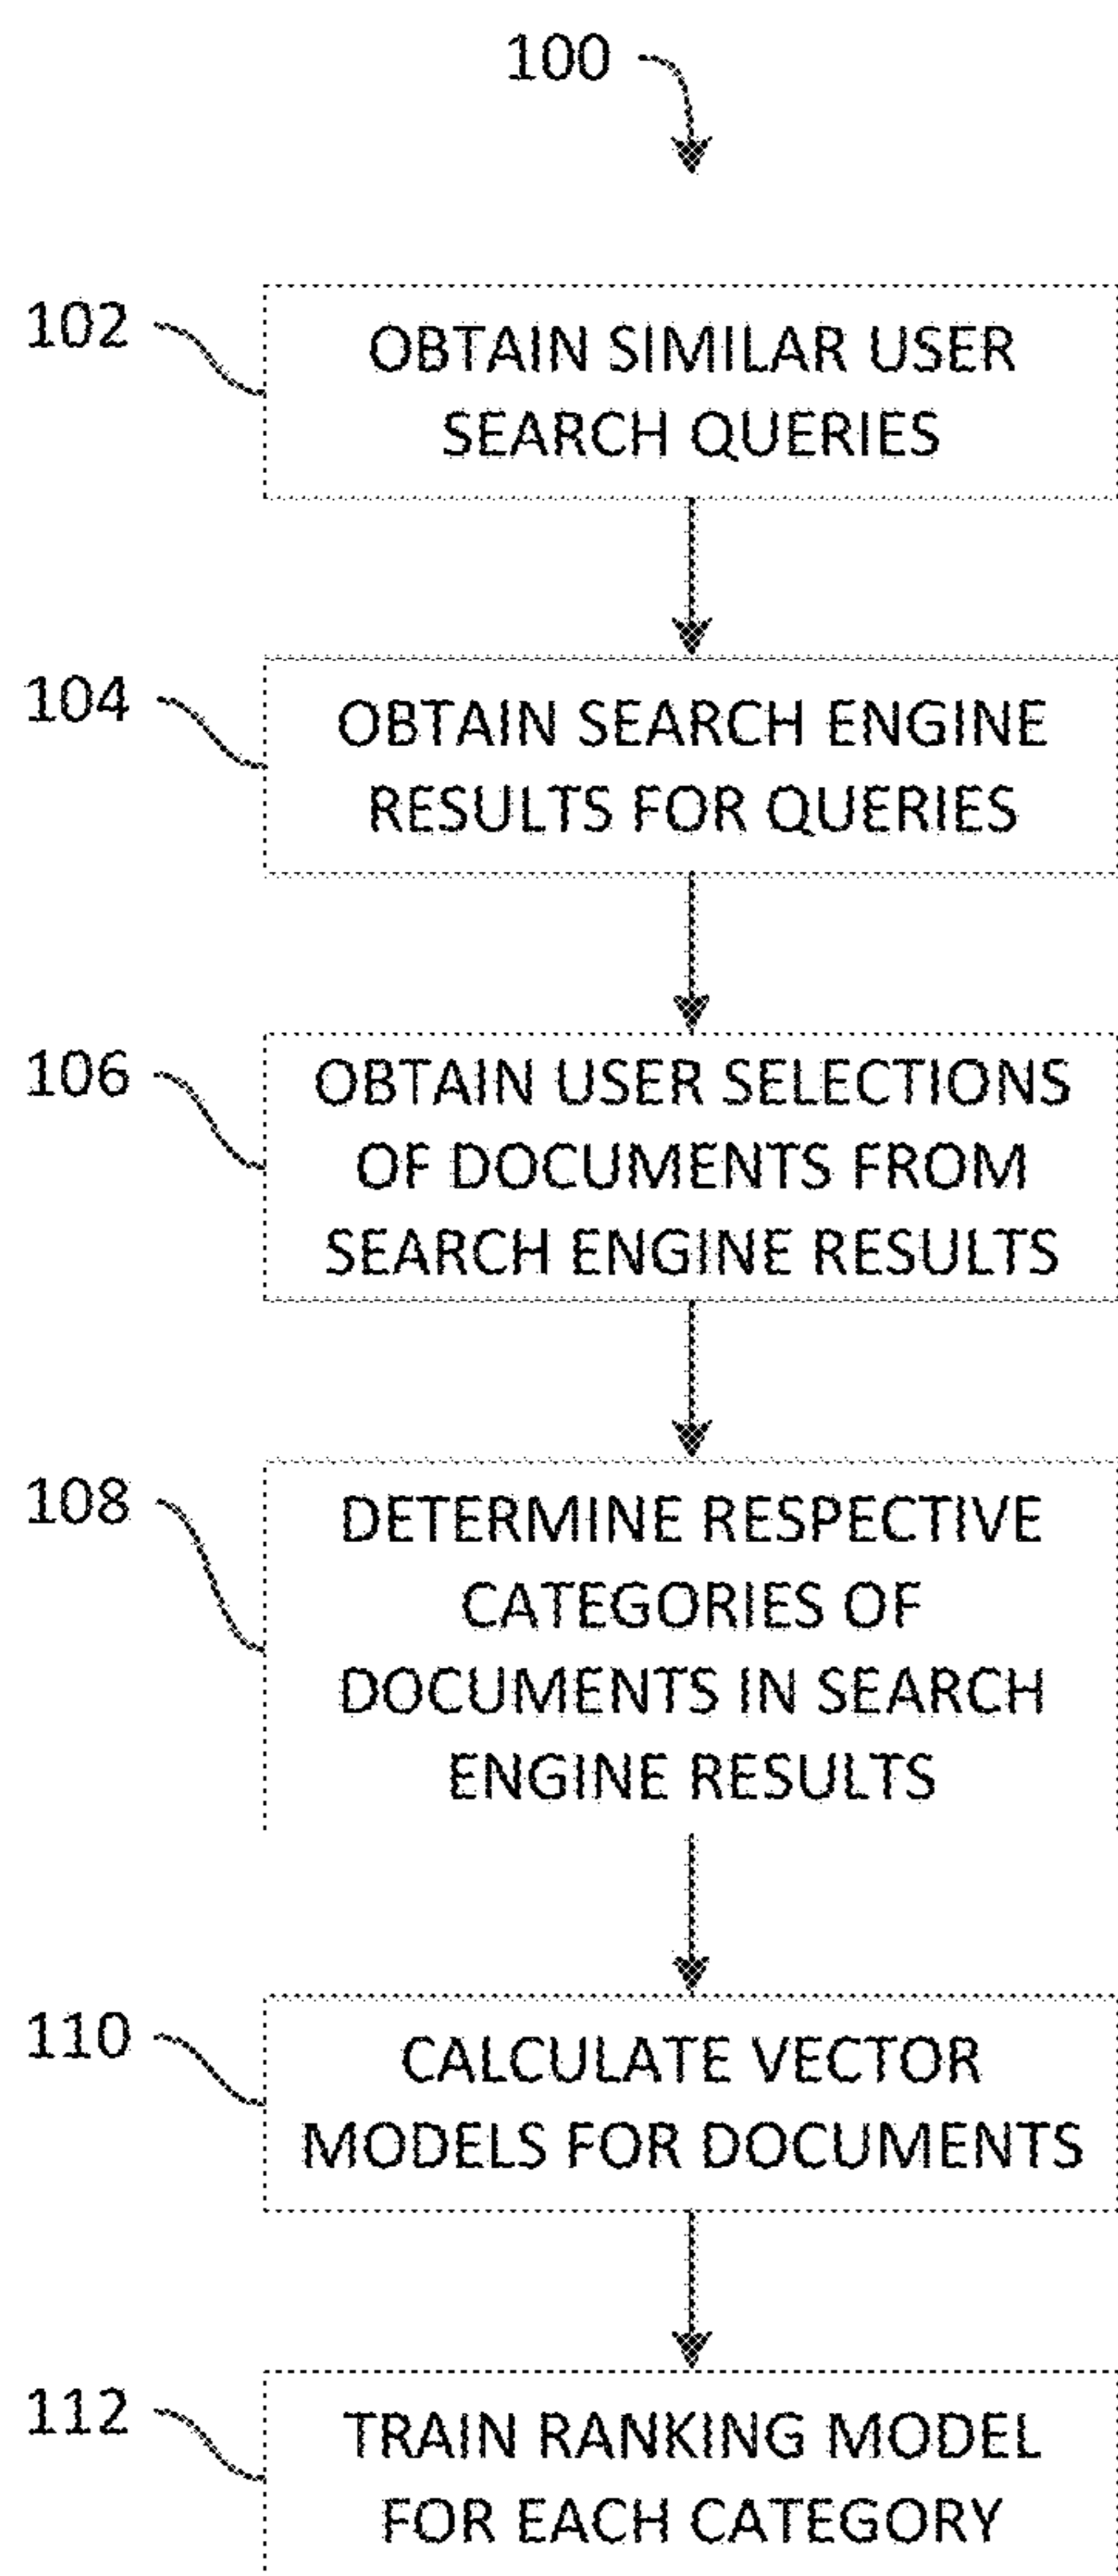 100
102
OBTAIN SIMILAR USER
SEARCH QUERIES
104
OBTAIN SEARCH ENGINE
RESULTS FOR QUERIES
106
OBTAIN USER SELECTIONS
OF DOCUMENTS FROM
SEARCH ENGINE RESULTS
108
DETERMINE RESPECTIVE
CATEGORIES OF
DOCUMENTS IN SEARCH
ENGINE RESULTS
110
CALCULATE VECTOR
MODELS FOR DOCUMENTS
112
TRAIN RANKING MODEL
FOR EACH CATEGORY